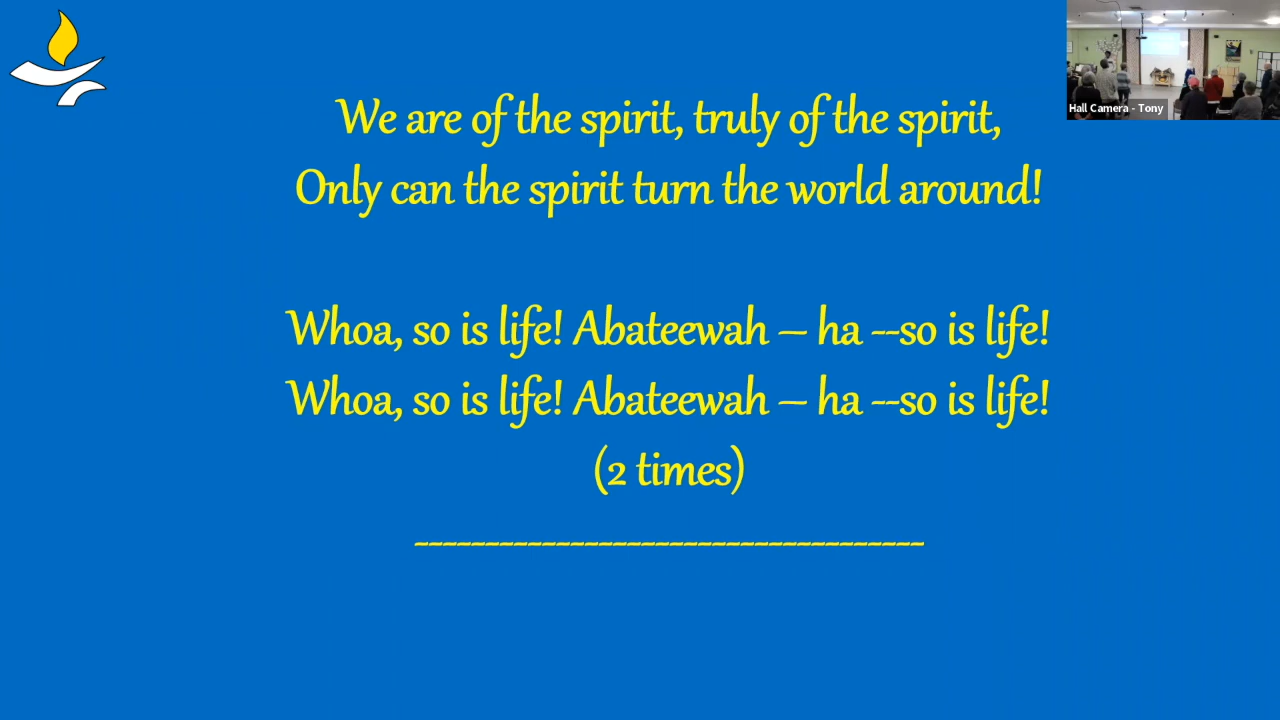 We are of the spirit, truly of the spirit,
Only can the spirit turn the world around!
Whoa, so is life! Abateewah – ha --so is life!
Whoa, so is life! Abateewah – ha --so is life!
(2 times)
-----------------------------------
Hall Camera - Tony